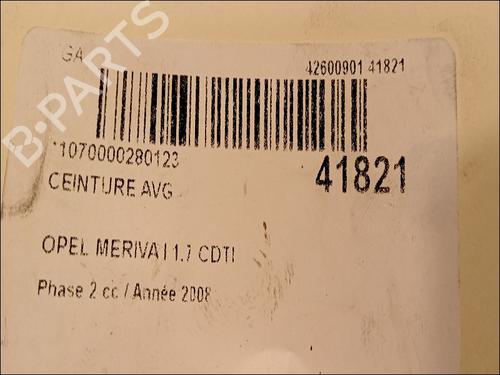 GA
42600901 41821
*1070000280123
41821
CEINTURE AVG
OPEL MERIVA I 1.7 CDTI
Phase 2 cc / Année 2008
B-PARTS